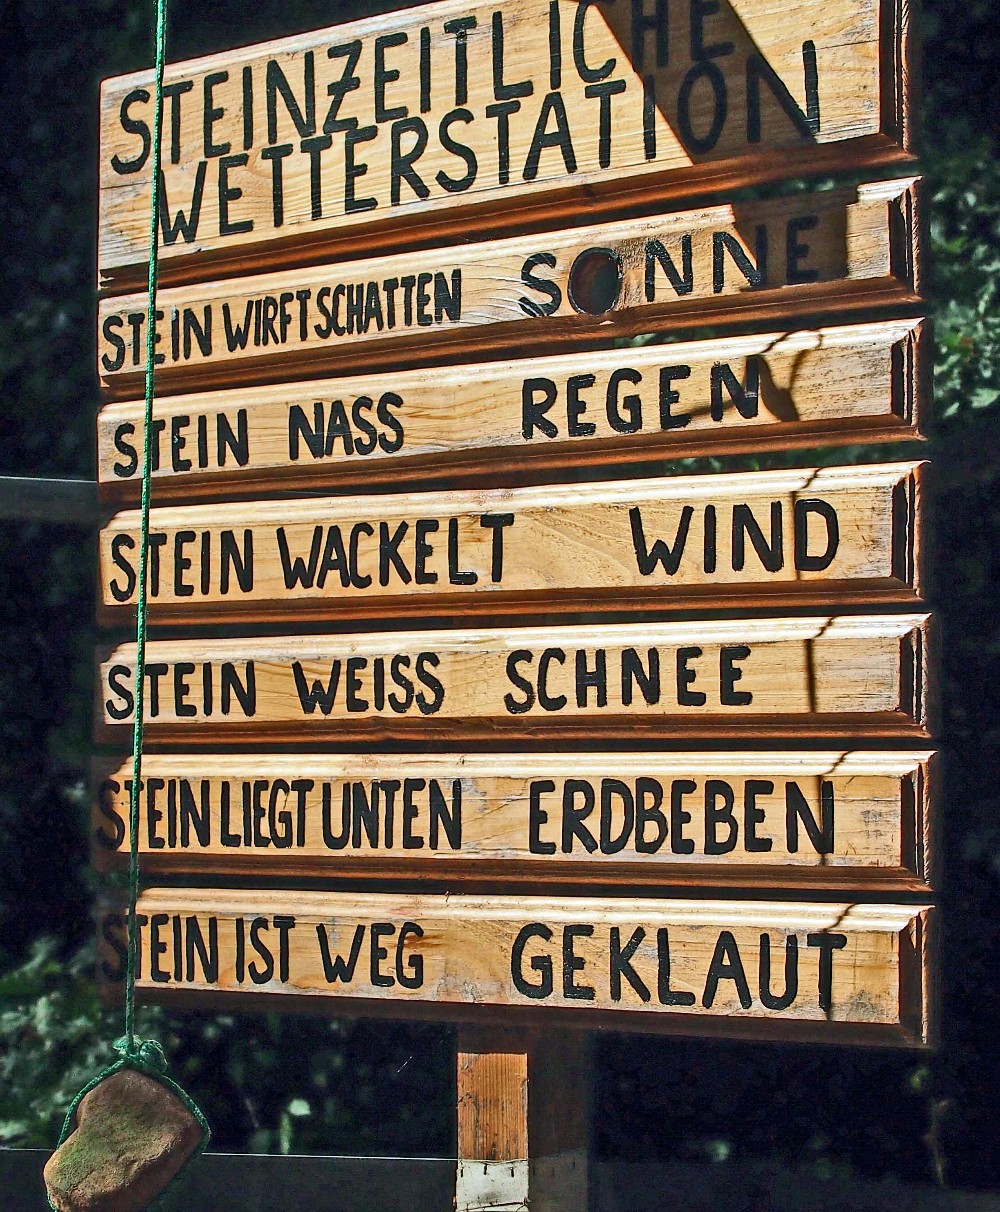 STEINZEITLICHE
WETTERSTATION
STEIN WIRFT SCHATTEN SONNE
STEIN NASS REGEN
STEIN WACKELT WIND
STEIN WEISS SCHNEE
STEIN LIEGT UNTEN ERDBEBEN
STEIN IST WEG GEKLAUT